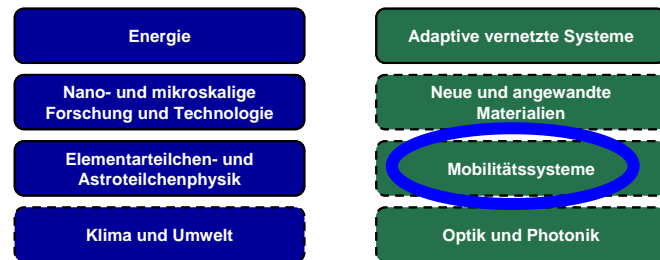 Energie
Adaptive vernetzte Systeme
Nano- und mikroskalige
Forschung und Technologie
Neue und angewandte
Materialien
Elementarteilchen- und
Astroteilchenphysik
Mobilitätssysteme
Klima und Umwelt
Optik und Photonik